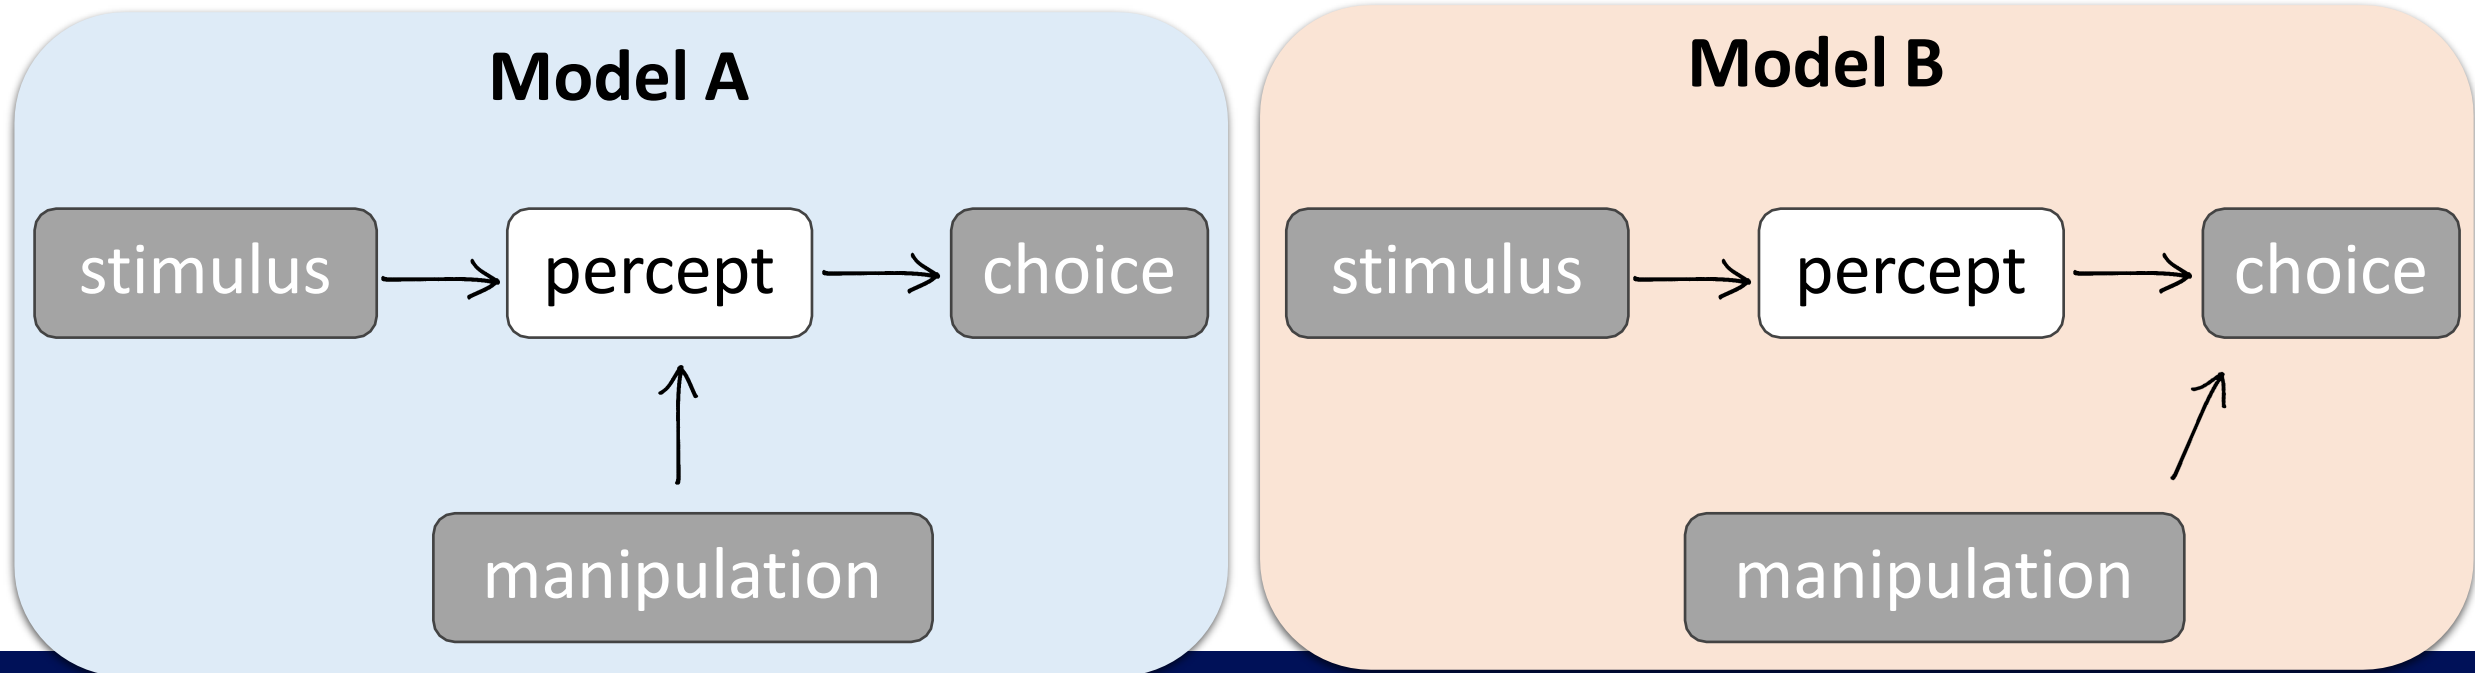 Model A
stimulus
percept
choice
manipulation
Model B
stimulus
percept
choice
manipulation